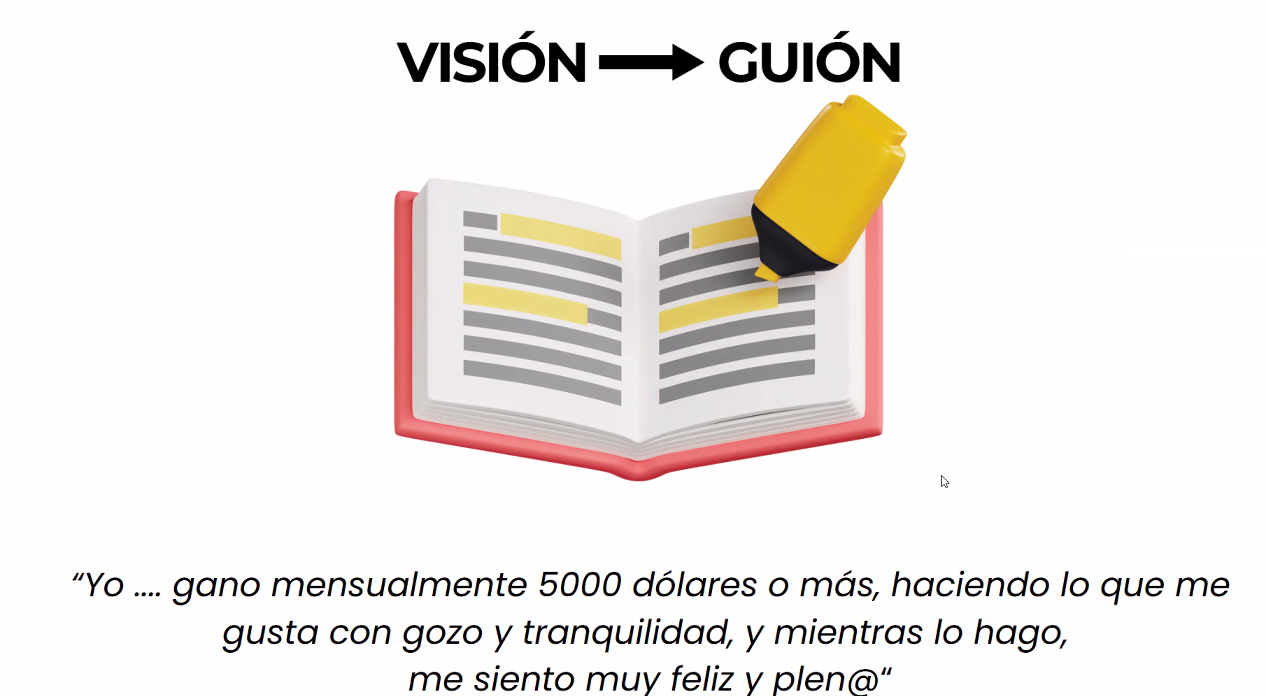 VISIÓN → GUIÓN
“Yo .... gano mensualmente 5000 dólares o más, haciendo lo que me
gusta con gozo y tranquilidad, y mientras lo hago,
me siento muy feliz y plen@“